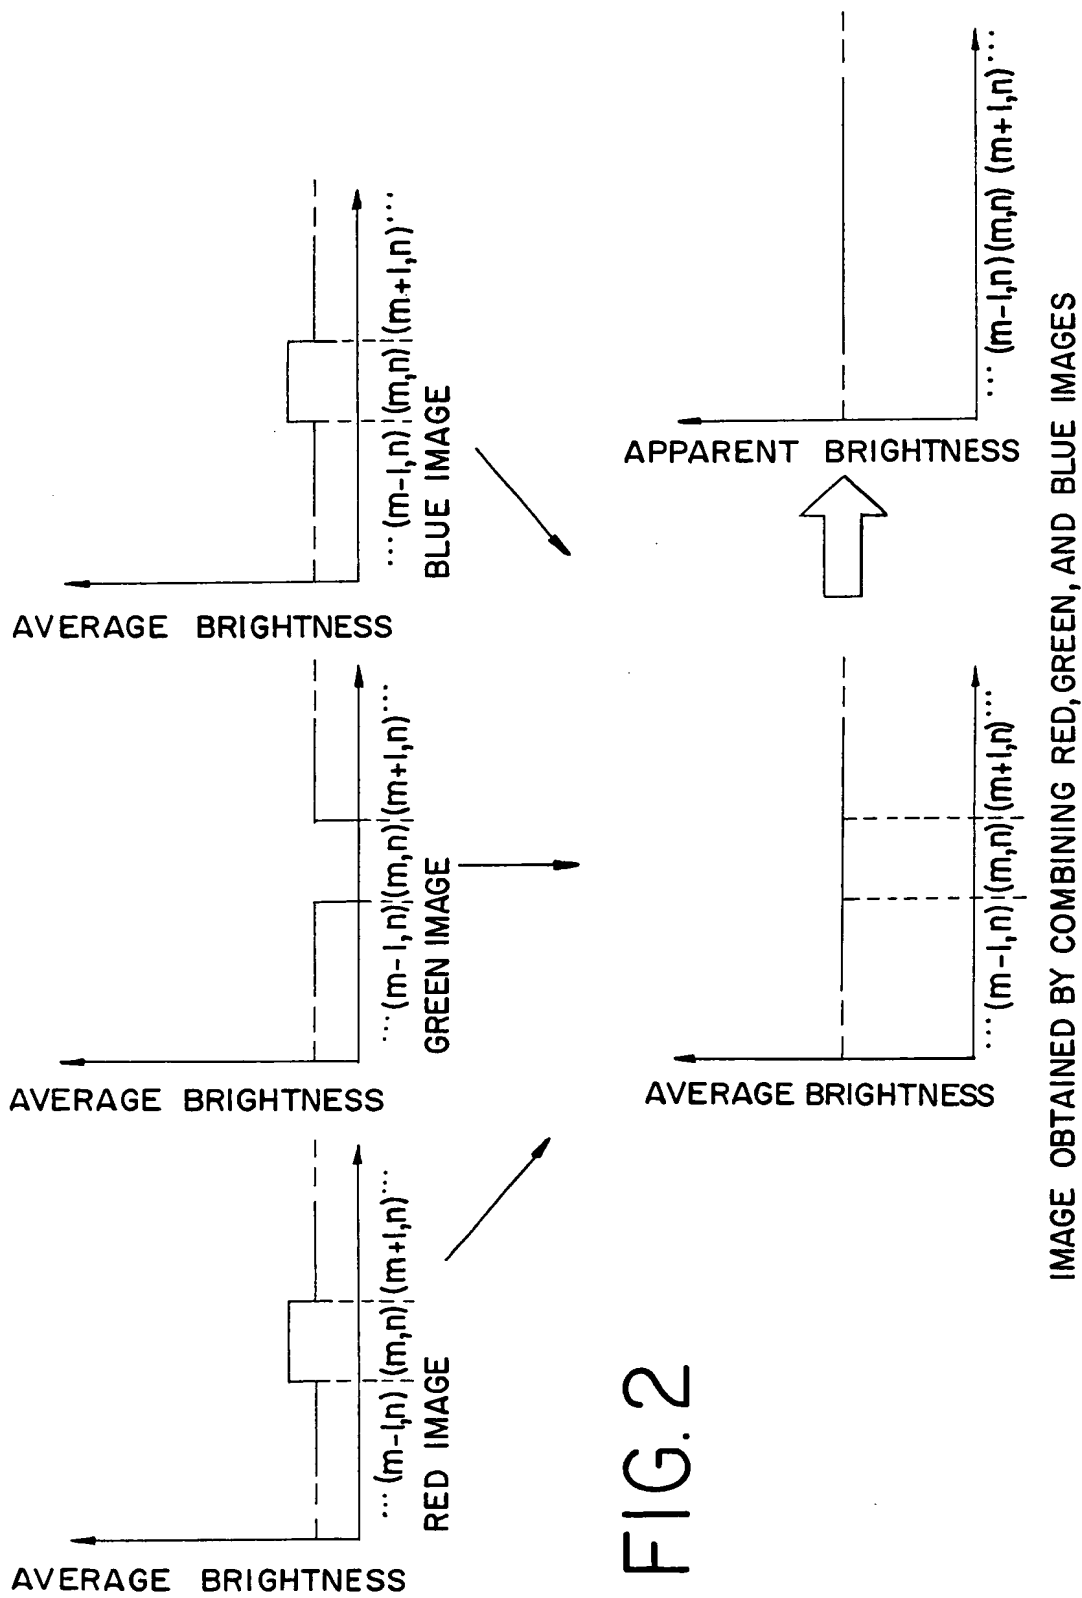 AVERAGE BRIGHTNESS
... (m-1,n) (m,n) (m+1,n) ...
RED IMAGE
AVERAGE BRIGHTNESS
... (m-1,n) (m,n) (m+1,n) ...
GREEN IMAGE
AVERAGE BRIGHTNESS
... (m-1,n) (m,n) (m+1,n) ...
BLUE IMAGE
FIG. 2
AVERAGE BRIGHTNESS
... (m-1,n) (m,n) (m+1,n) ...
APPARENT BRIGHTNESS
... (m-1,n) (m,n) (m+1,n) ...
IMAGE OBTAINED BY COMBINING RED, GREEN, AND BLUE IMAGES